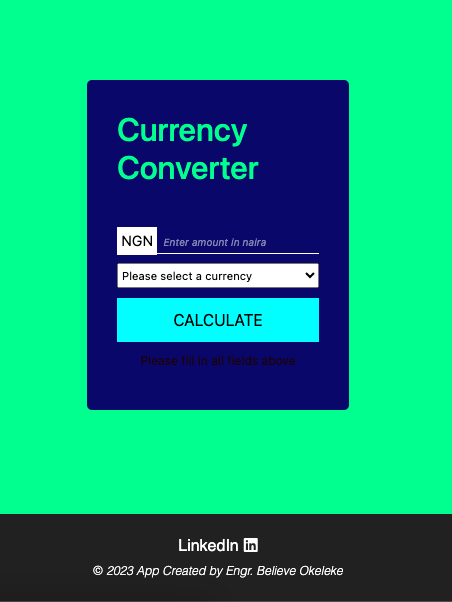 Currency
Converter
NGN Enter amount in naira
Please select a currency
CALCULATE
Please fill in all fields above
LinkedIn
© 2023 App Created by Engr. Believe Okeleke